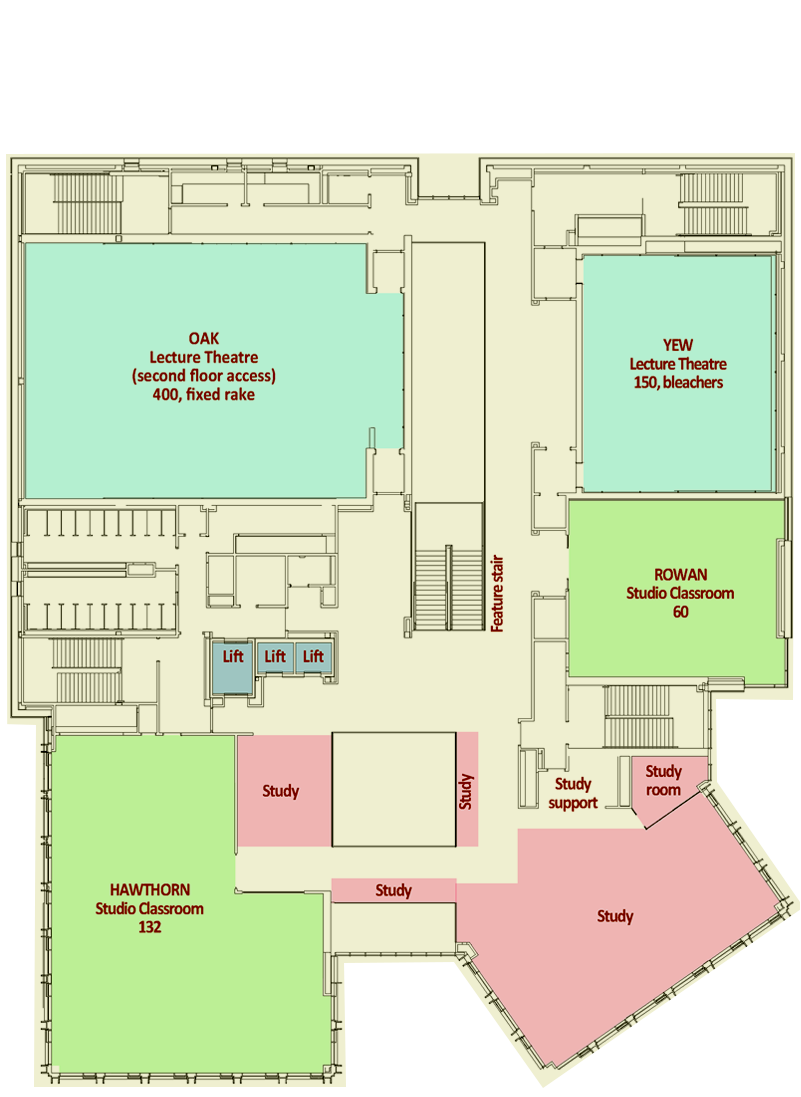 OAK
Lecture Theatre
(second floor access)
400, fixed rake
YEW
Lecture Theatre
150, bleachers
Feature stair
ROWAN
Studio Classroom
60
Lift
Lift
Lift
Study
Study
Study
support
Study
room
HAWTHORN
Studio Classroom
132
Study
Study